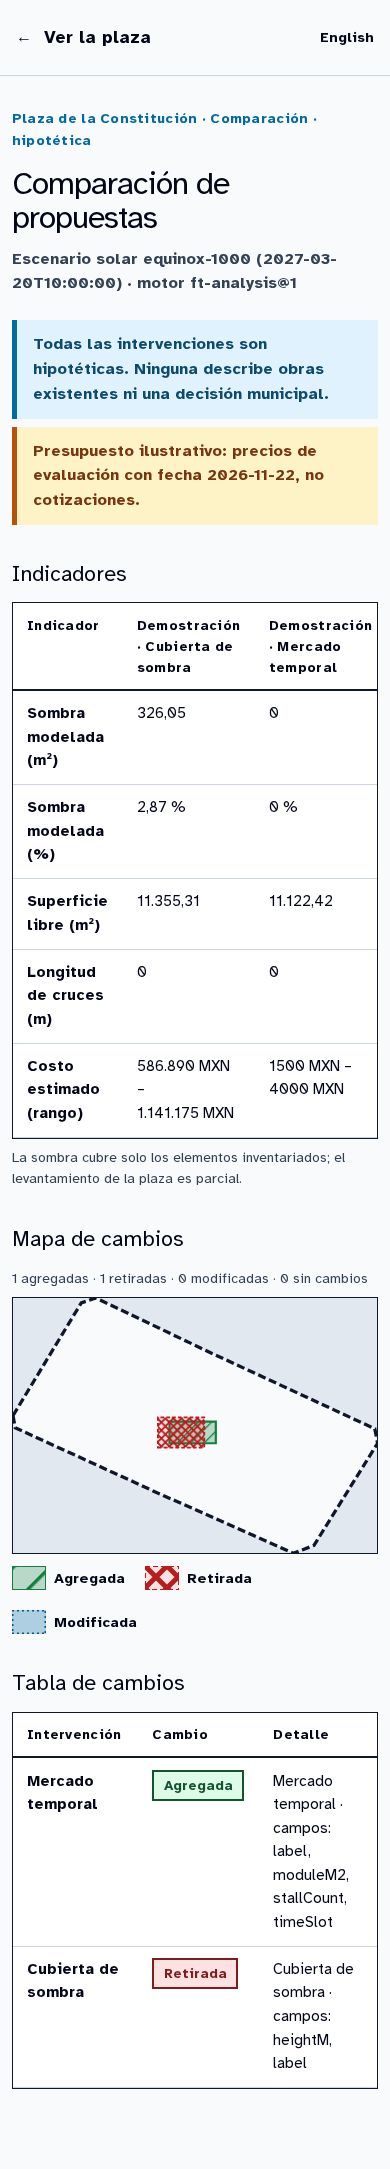 ← Ver la plaza
English
Plaza de la Constitución · Comparación ·
hipotética
Comparación de
propuestas
Escenario solar equinox-1000 (2027-03-
20T10:00:00) · motor ft-analysis@1
Todas las intervenciones son
hipotéticas. Ninguna describe obras
existentes ni una decisión municipal.
Presupuesto ilustrativo: precios de
evaluación con fecha 2026-11-22, no
cotizaciones.
Indicadores
Indicador
Demostración
· Cubierta de
sombra
Demostración
· Mercado
temporal
Sombra
modelada
(m²)
326,05
0
Sombra
modelada
(%)
2,87 %
0 %
Superficie
libre (m²)
11.355,31
11.122,42
Longitud
de cruces
(m)
0
0
Costo
estimado
(rango)
586.890 MXN
–
1.141.175 MXN
1500 MXN –
4000 MXN
La sombra cubre solo los elementos inventariados; el
levantamiento de la plaza es parcial.
Mapa de cambios
1 agregadas · 1 retiradas · 0 modificadas · 0 sin cambios
Agregada
Retirada
Modificada
Tabla de cambios
Intervención
Cambio
Detalle
Mercado
temporal
Agregada
Mercado
temporal ·
campos:
label,
moduleM2,
stallCount,
timeSlot
Cubierta de
sombra
Retirada
Cubierta de
sombra ·
campos:
heightM,
label